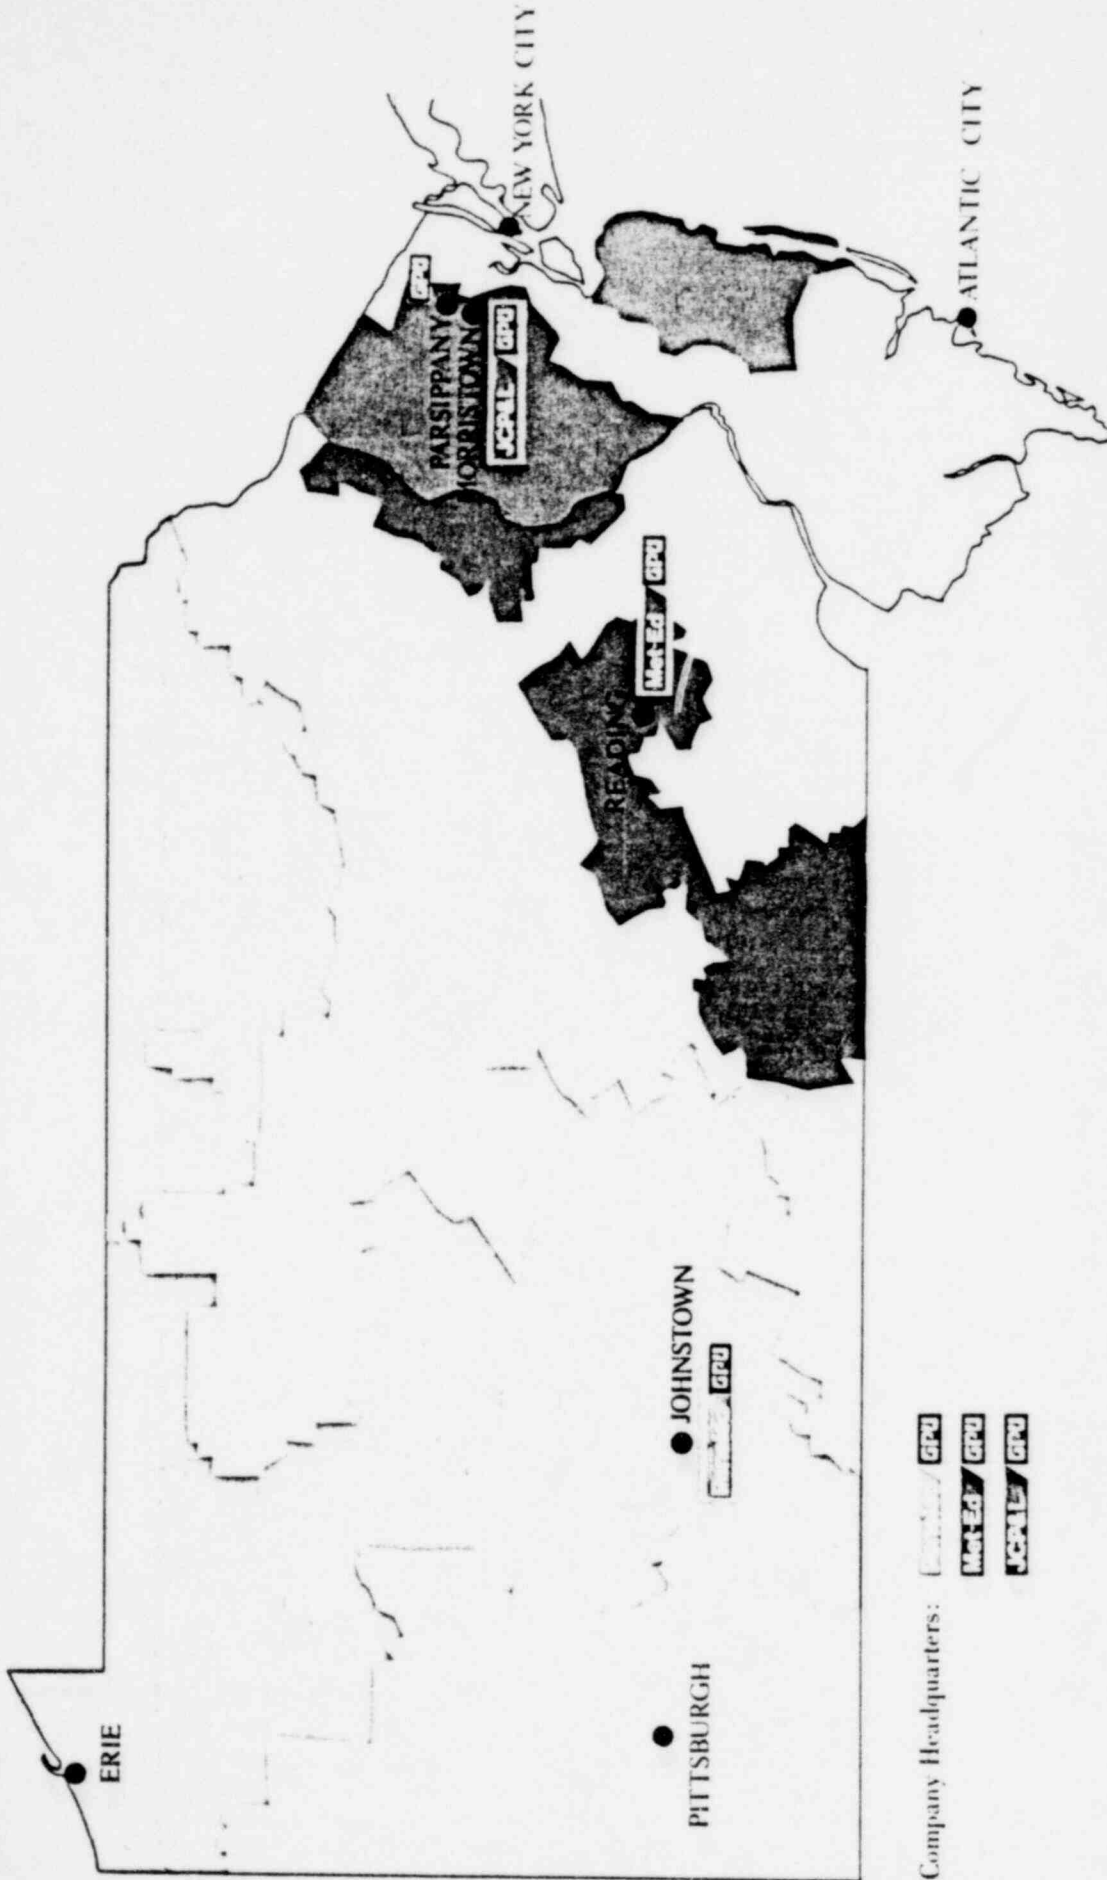 ERIE
PITTSBURGH
JOHNSTOWN
GPU
READING
Met-Ed / GPU
PARSIPPANY
MORRISTOWN
GPU
JCP&L / GPU
NEW YORK CITY
ATLANTIC CITY
Company Headquarters:
GPU
Met-Ed / GPU
JCP&L / GPU